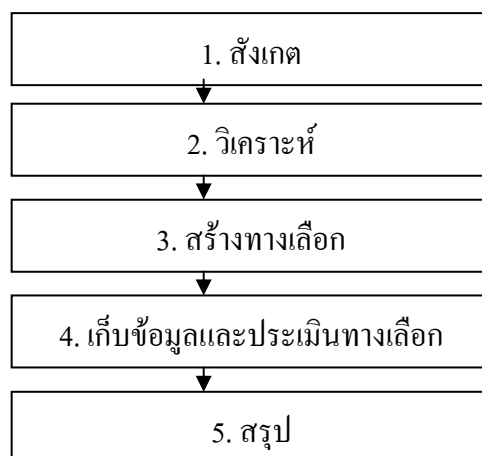 1. สังเกต
2. วิเคราะห์
3. สร้างทางเลือก
4. เก็บข้อมูลและประเมินทางเลือก
5. สรุป